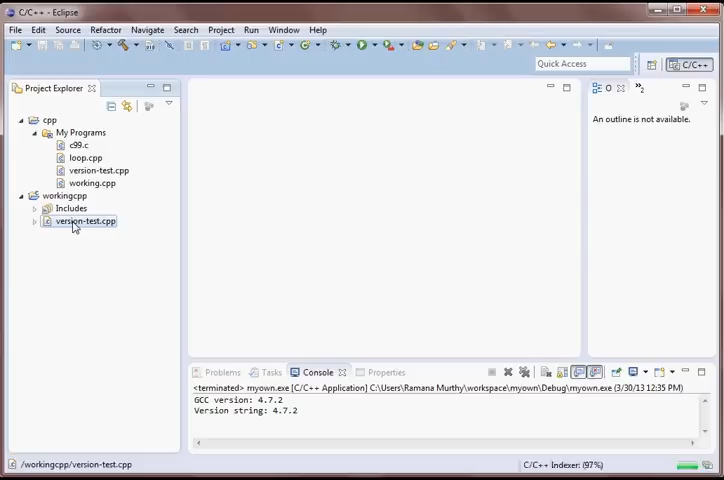 C/C++ - Eclipse
File Edit Source Refactor Navigate Search Project Run Window Help
Quick Access C/C++
Project Explorer
O 2
An outline is not available.
cpp
My Programs
c99.c
loop.cpp
version-test.cpp
working.cpp
workingcpp
Includes
version-test.cpp
Problems Tasks Console Properties
<terminated> myown.exe [C/C++ Application] C:\Users\Ramana Murthy\workspace\myown\Debug\myown.exe (3/30/13 12:35 PM)
GCC version: 4.7.2
Version string: 4.7.2
/workingcpp/version-test.cpp C/C++ Indexer: (97%)